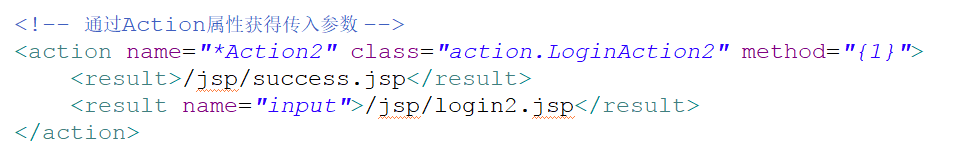 <!-- 通过Action属性获得传入参数 -->
<action name="*Action2" class="action.LoginAction2" method="{1}">
    <result>/jsp/success.jsp</result>
    <result name="input">/jsp/login2.jsp</result>
</action>